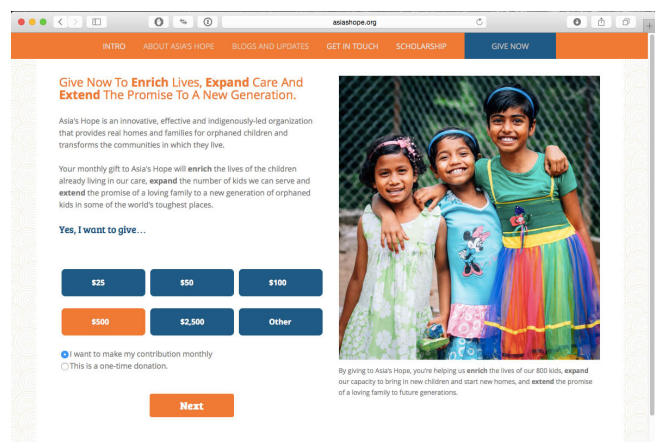 asiashope.org
INTRO ABOUT ASIA'S HOPE BLOGS AND UPDATES GET IN TOUCH SCHOLARSHIP GIVE NOW
Give Now To Enrich Lives, Expand Care And
Extend The Promise To A New
Generation.
Asia's Hope is an innovative, effective and indigenously-led organization
that provides real homes and families for orphaned children and
transforms the communities in which they live.
Your monthly gift to Asia's Hope will enrich the lives of the children
already living in our care, expand the number of kids we can serve and
extend the promise of a loving family to a new generation of orphaned
kids in some of the world's toughest places.
Yes, I want to give...
$25 $50 $100
$500 $2,500 Other
I want to make my contribution monthly
This is a one-time donation.
Next
By giving to Asia's Hope, you're helping us enrich the lives of our 800 kids, expand
our capacity to bring in new children and start new homes, and extend the promise
of a loving family to future generations.